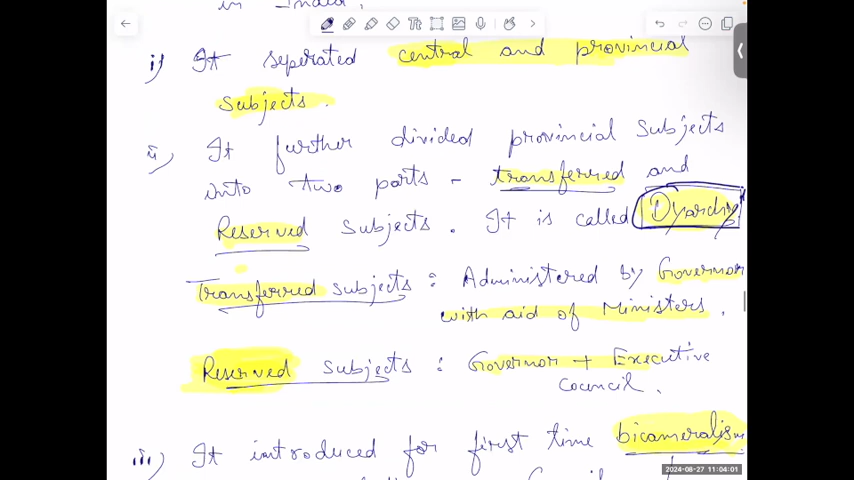 in India.
i) It seperated central and provincial
subjects.
ii) It further divided provincial subjects
into two parts - transferred and
Reserved subjects. It is called Dyarchy
Transferred subjects : Administered by Governor
with aid of Ministers.
Reserved subjects : Governor + Executive
Council.
iii) It introduced for first time bicameralism
2024-08-27 11:04:01